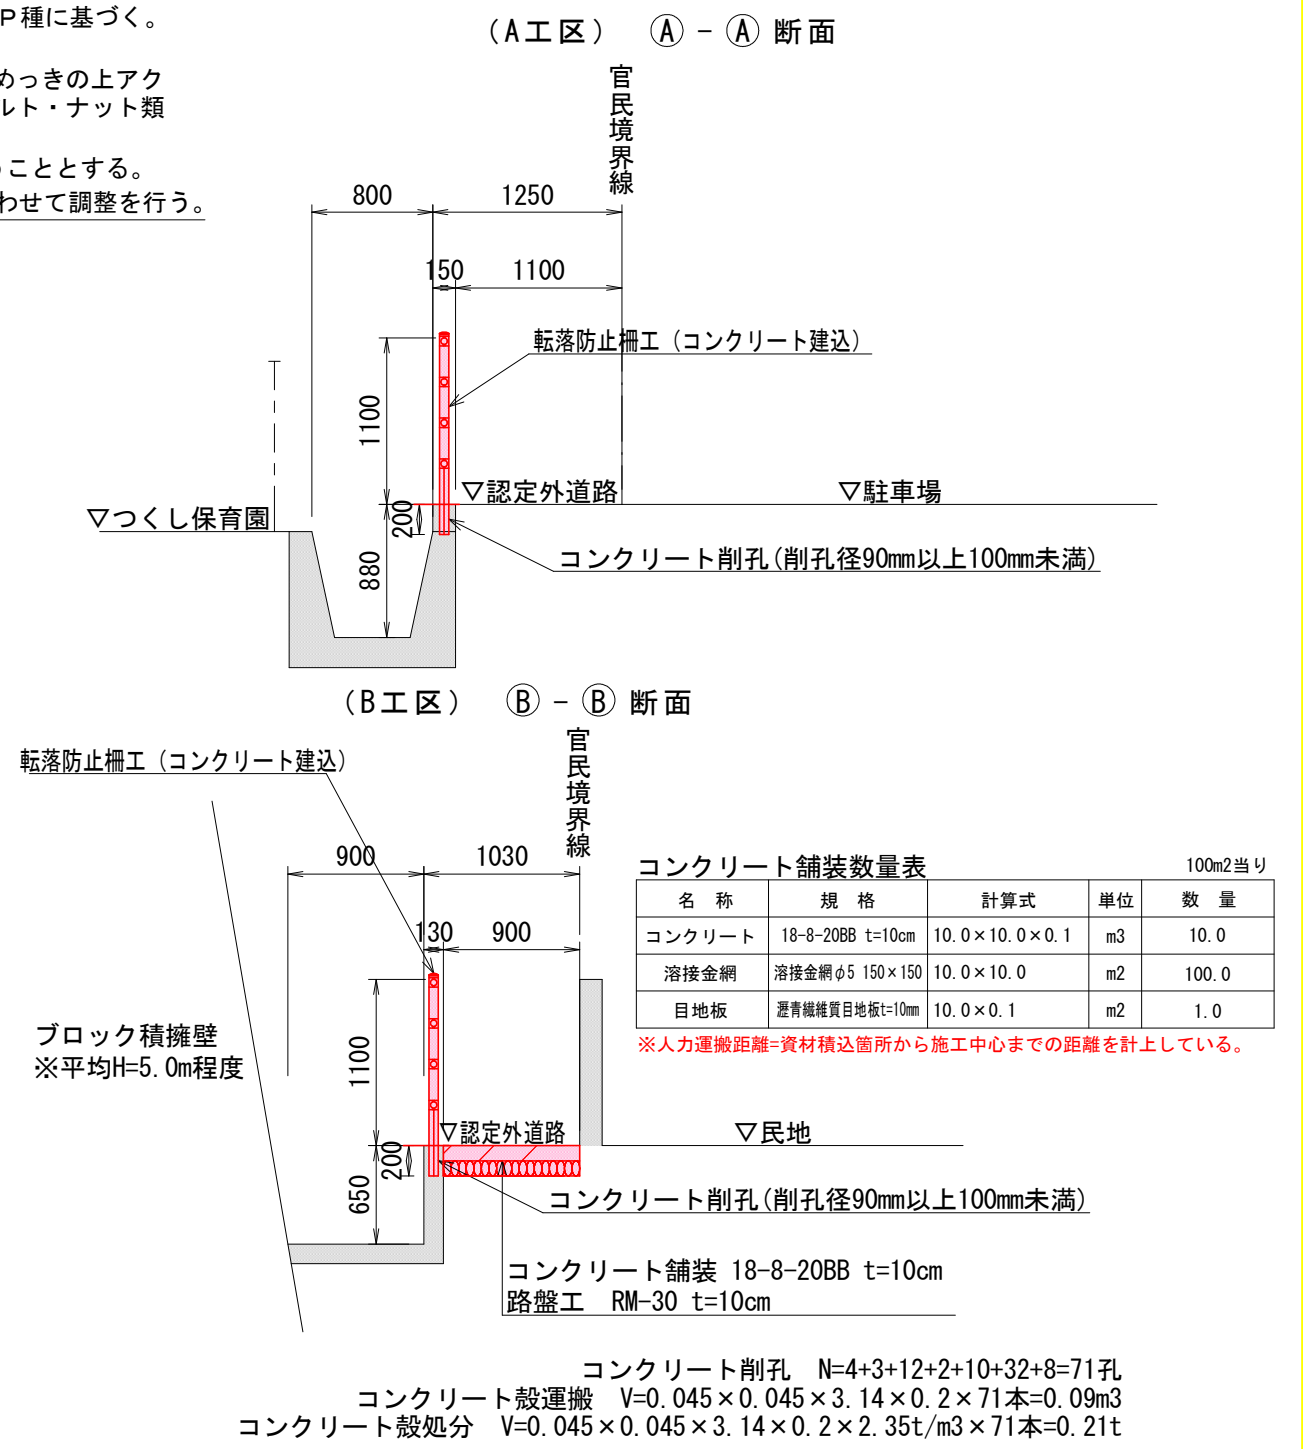 P種に基づく。
めっきの上アク
ルト・ナット類
うこととする。
わせて調整を行う。
(A工区) Ⓐ-Ⓐ断面
官民境界線
800
1250
150
1100
転落防止柵工(コンクリート建込)
1100
▽認定外道路
▽駐車場
▽つくし保育園
200
880
コンクリート削孔(削孔径90mm以上100mm未満)
(B工区) Ⓑ-Ⓑ断面
官民境界線
転落防止柵工(コンクリート建込)
900
1030
130
900
コンクリート舗装数量表 100m2当り
名 称 規 格 計算式 単位 数 量
コンクリート 18-8-20BB t=10cm 10.0×10.0×0.1 m3 10.0
溶接金網 溶接金網φ5 150×150 10.0×10.0 m2 100.0
目地板 瀝青繊維質目地板t=10mm 10.0×0.1 m2 1.0
※人力運搬距離=資材積込箇所から施工中心までの距離を計上している。
ブロック積擁壁
※平均H=5.0m程度
1100
▽認定外道路
▽民地
200
650
コンクリート削孔(削孔径90mm以上100mm未満)
コンクリート舗装 18-8-20BB t=10cm
路盤工 RM-30 t=10cm
コンクリート削孔 N=4+3+12+2+10+32+8=71孔
コンクリート殻運搬 V=0.045×0.045×3.14×0.2×71本=0.09m3
コンクリート殻処分 V=0.045×0.045×3.14×0.2×2.35t/m3×71本=0.21t